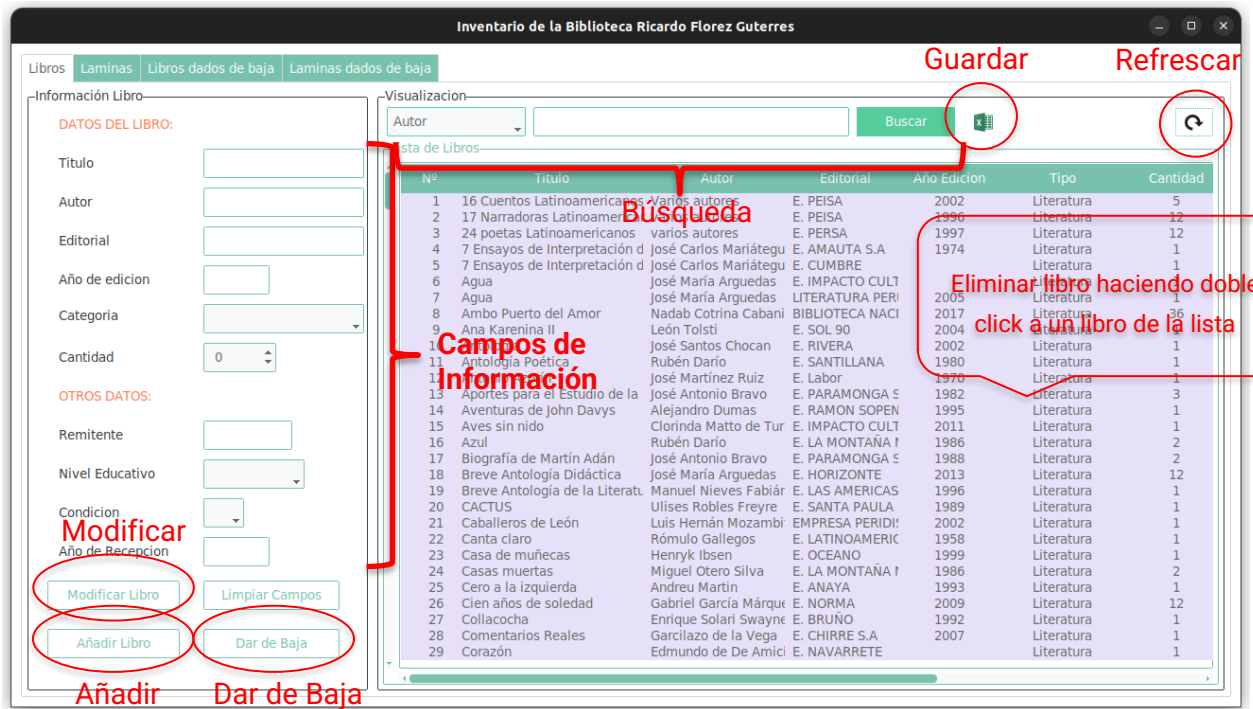 Inventario de la Biblioteca Ricardo Florez Guterres
Guardar
Refrescar
Libros Laminas Libros dados de baja Laminas dados de baja
Información Libro
Visualizacion
DATOS DEL LIBRO:
Autor Buscar
Lista de Libros
Titulo
Autor
Editorial
Año de edicion
Categoria
Cantidad 0
OTROS DATOS:
Remitente
Nivel Educativo
Condicion
Modificar
Año de Recepcion
Modificar Libro Limpiar Campos
Añadir Libro Dar de Baja
Añadir Dar de Baja
Búsqueda
Campos de
Información
Eliminar libro haciendo doble
click a un libro de la lista
Nº Titulo Autor Editorial Año Edicion Tipo Cantidad
1 16 Cuentos Latinoamericanos Varios autores E. PEISA 2002 Literatura 5
2 17 Narradoras Latinoamerica E. PEISA 1996 Literatura 12
3 24 poetas Latinoamericanos varios autores E. PERSA 1997 Literatura 12
4 7 Ensayos de Interpretación d José Carlos Mariátegu E. AMAUTA S.A 1974 Literatura 1
5 7 Ensayos de Interpretación d José Carlos Mariátegu E. CUMBRE Literatura 1
6 Agua José María Arguedas E. IMPACTO CULT Literatura
7 Agua José María Arguedas LITERATURA PERU 2005 Literatura 1
8 Ambo Puerto del Amor Nadab Cotrina Cabani BIBLIOTECA NACI 2017 Literatura 36
9 Ana Karenina II León Tolsti E. SOL 90 2004 Literatura 1
10 José Santos Chocan E. RIVERA 2002 Literatura 1
11 Antología Poética Rubén Darío E. SANTILLANA 1980 Literatura 1
12 José Martínez Ruiz E. Labor 1970 Literatura 1
13 Aportes para el Estudio de la José Antonio Bravo E. PARAMONGA S 1982 Literatura 3
14 Aventuras de John Davys Alejandro Dumas E. RAMON SOPEN 1995 Literatura 1
15 Aves sin nido Clorinda Matto de Tur E. IMPACTO CULT 2011 Literatura 1
16 Azul Rubén Darío E. LA MONTAÑA M 1986 Literatura 2
17 Biografía de Martín Adán José Antonio Bravo E. PARAMONGA S 1988 Literatura 2
18 Breve Antología Didáctica José María Arguedas E. HORIZONTE 2013 Literatura 12
19 Breve Antología de la Literatu Manuel Nieves Fabián E. LAS AMERICAS 1996 Literatura 1
20 CACTUS Ulises Robles Freyre E. SANTA PAULA 1989 Literatura 1
21 Caballeros de León Luis Hernán Mozambi EMPRESA PERIDIS 2002 Literatura 1
22 Canta claro Rómulo Gallegos E. LATINOAMERIC 1958 Literatura 1
23 Casa de muñecas Henryk Ibsen E. OCEANO 1999 Literatura 1
24 Casas muertas Miguel Otero Silva E. LA MONTAÑA M 1986 Literatura 2
25 Cero a la izquierda Andreu Martin E. ANAYA 1993 Literatura 1
26 Cien años de soledad Gabriel García Márque E. NORMA 2009 Literatura 12
27 Collacocha Enrique Solari Swayne E. BRUÑO 1992 Literatura 1
28 Comentarios Reales Garcilazo de la Vega E. CHIRRE S.A 2007 Literatura 1
29 Corazón Edmundo de De Amici E. NAVARRETE Literatura 1